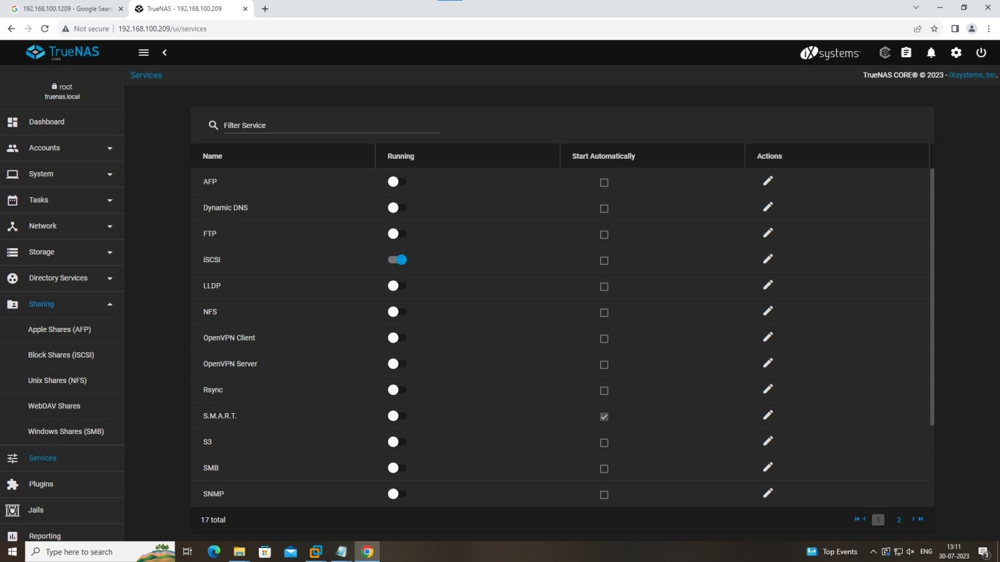 192.168.100.1209 - Google Searc
TrueNAS - 192.168.100.209
Not secure
192.168.100.209/ui/services
TrueNAS
CORE
iXsystems
root
truenas.local
Services
TrueNAS CORE® © 2023 - iXsystems, Inc.
Dashboard
Accounts
System
Tasks
Network
Storage
Directory Services
Sharing
Apple Shares (AFP)
Block Shares (iSCSI)
Unix Shares (NFS)
WebDAV Shares
Windows Shares (SMB)
Services
Plugins
Jails
Reporting
Filter Service
Name Running Start Automatically Actions
AFP
Dynamic DNS
FTP
iSCSI
LLDP
NFS
OpenVPN Client
OpenVPN Server
Rsync
S.M.A.R.T.
S3
SMB
SNMP
17 total
1 2
Type here to search
Top Events
ENG
13:11
30-07-2023
3